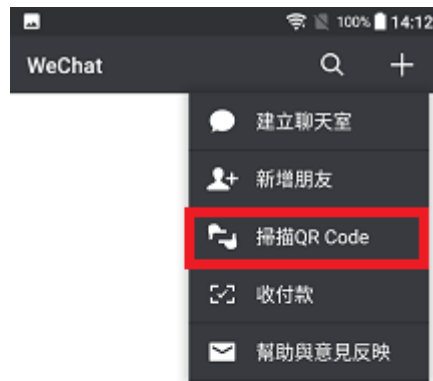 100% 14:12
WeChat
建立聊天室
新增朋友
掃描QR Code
收付款
幫助與意見反映